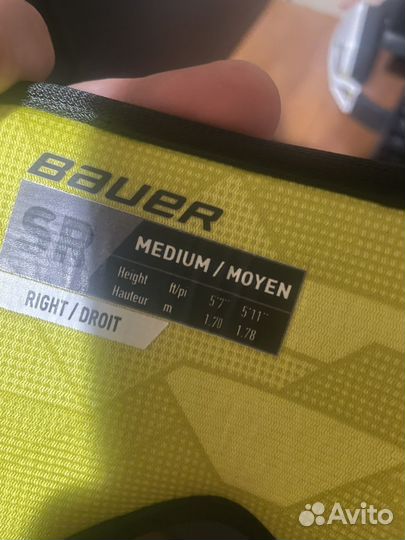 BAUER
SR
MEDIUM / MOYEN
Height ft/pi 5'7" 5'11"
Hauteur m 1.70 1.78
RIGHT / DROIT
Avito